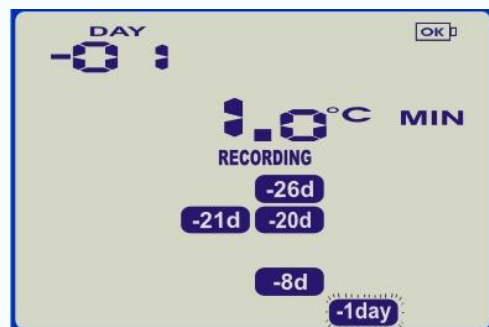 DAY
-01
OK
1.0°C MIN
RECORDING
-26d
-21d -20d
-8d
-1day